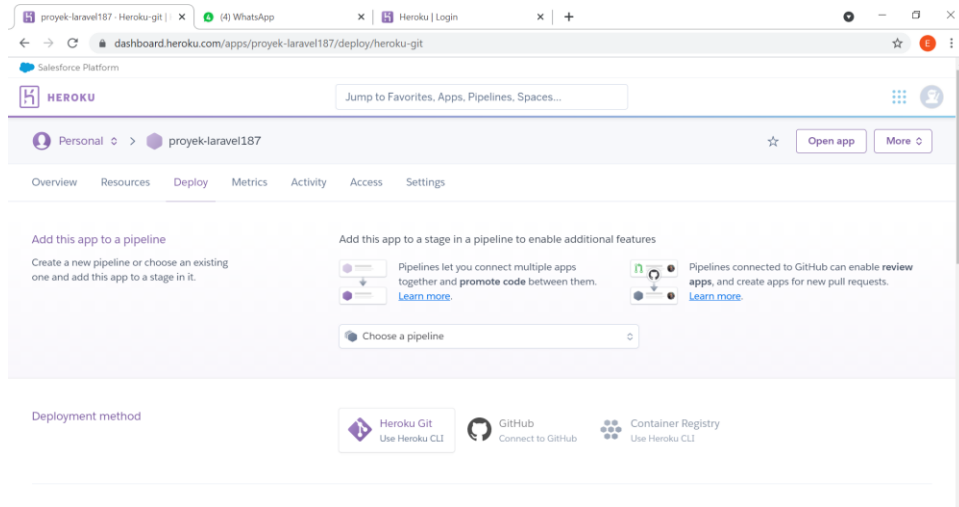 proyek-laravel187 · Heroku-git |
(4) WhatsApp
Heroku | Login
dashboard.heroku.com/apps/proyek-laravel187/deploy/heroku-git
E
Salesforce Platform
HEROKU
Jump to Favorites, Apps, Pipelines, Spaces...
Personal > proyek-laravel187
Open app
More
Overview Resources Deploy Metrics Activity Access Settings
Add this app to a pipeline
Create a new pipeline or choose an existing
one and add this app to a stage in it.
Add this app to a stage in a pipeline to enable additional features
Pipelines let you connect multiple apps
together and promote code between them.
Learn more.
Pipelines connected to GitHub can enable review
apps, and create apps for new pull requests.
Learn more.
Choose a pipeline
Deployment method
Heroku Git
Use Heroku CLI
GitHub
Connect to GitHub
Container Registry
Use Heroku CLI